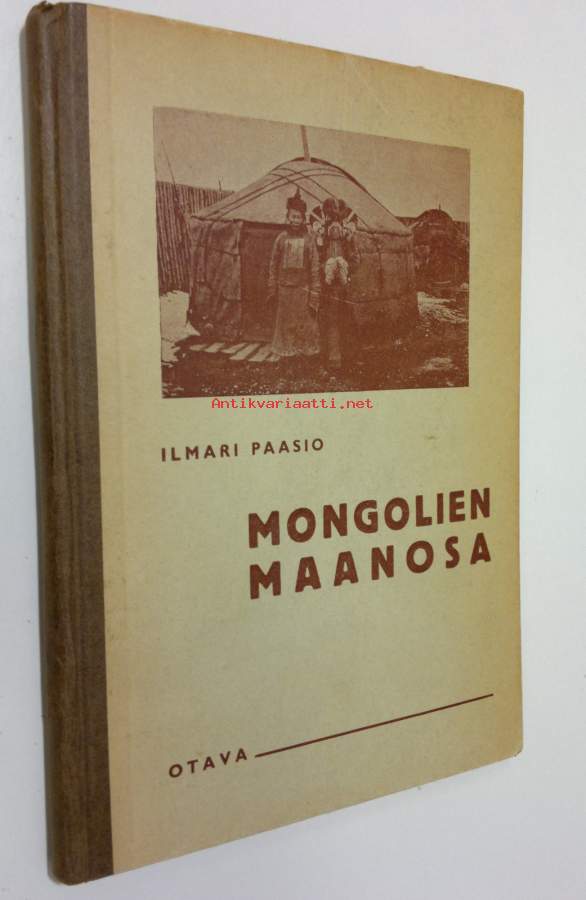 Antikvariaatti.net
ILMARI PAASIO
MONGOLIEN
MAANOSA
OTAVA